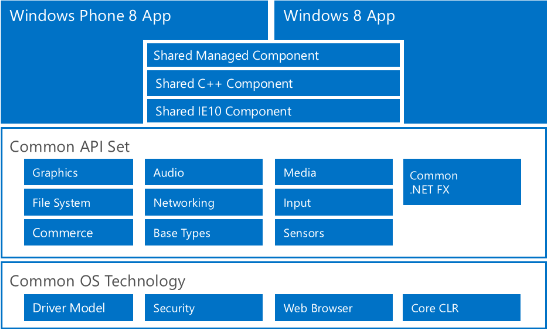 Windows Phone 8 App
Windows 8 App
Shared Managed Component
Shared C++ Component
Shared IE10 Component
Common API Set
Graphics
Audio
Media
Common
.NET FX
File System
Networking
Input
Commerce
Base Types
Sensors
Common OS Technology
Driver Model
Security
Web Browser
Core CLR